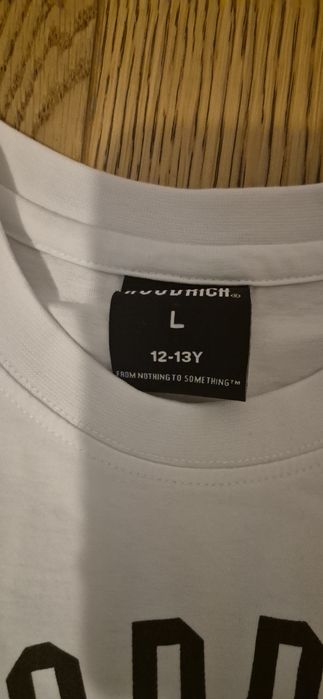 HOODRICH®
L
12-13Y
FROM NOTHING TO SOMETHING™